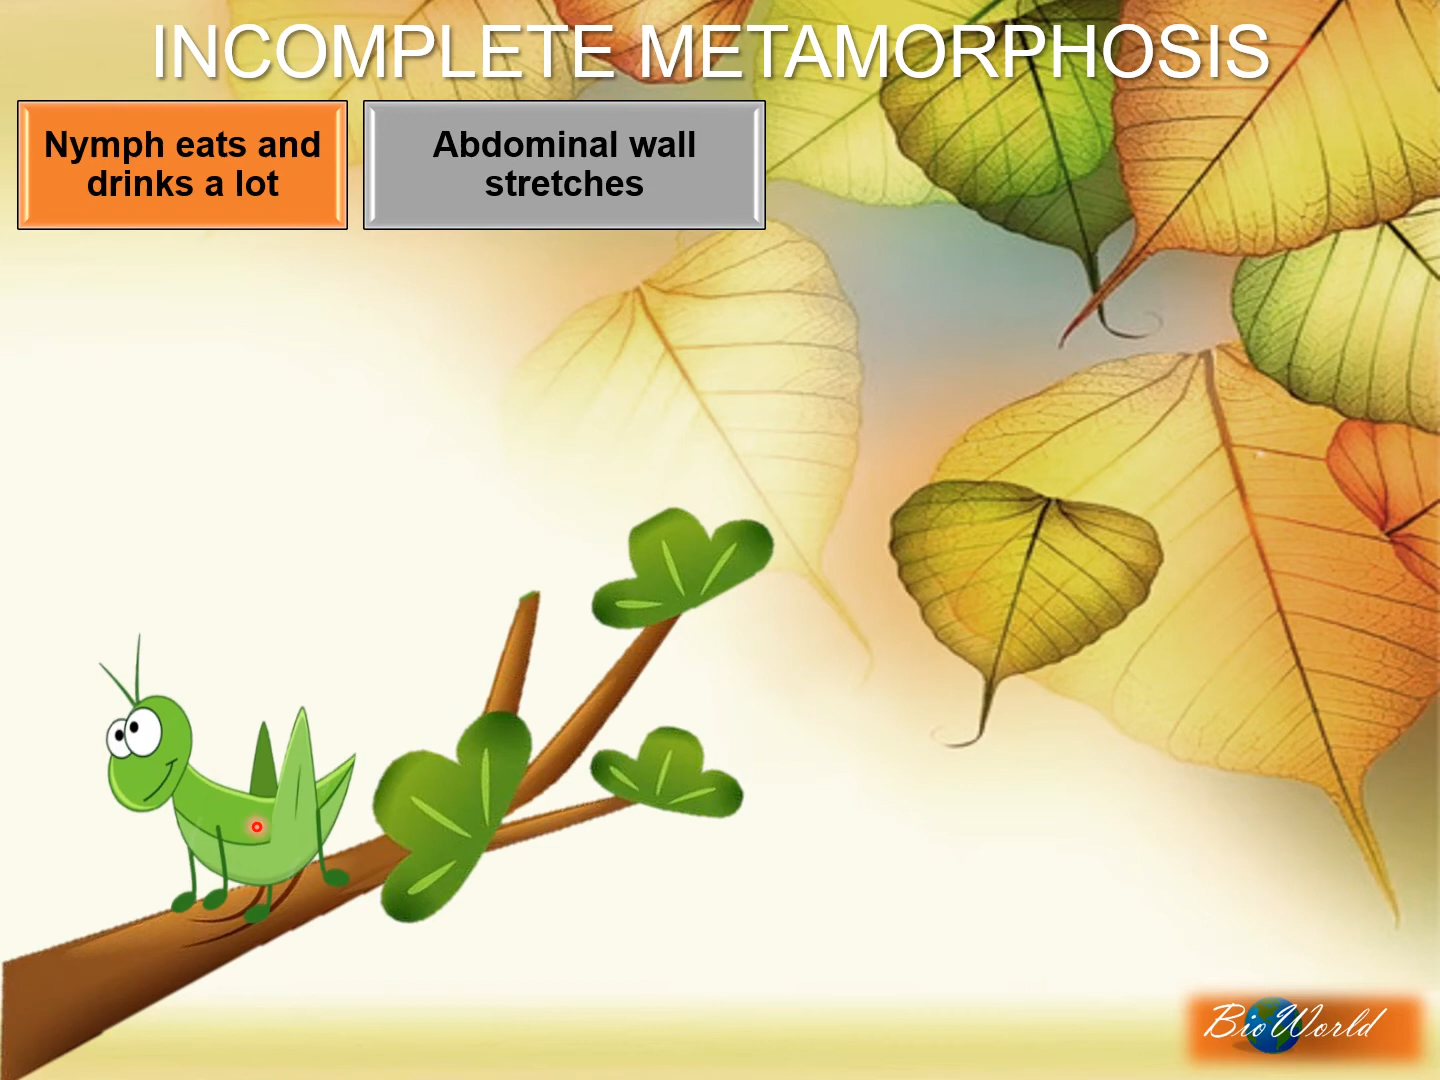 INCOMPLETE METAMORPHOSIS
Nymph eats and
drinks a lot
Abdominal wall
stretches
BioWorld